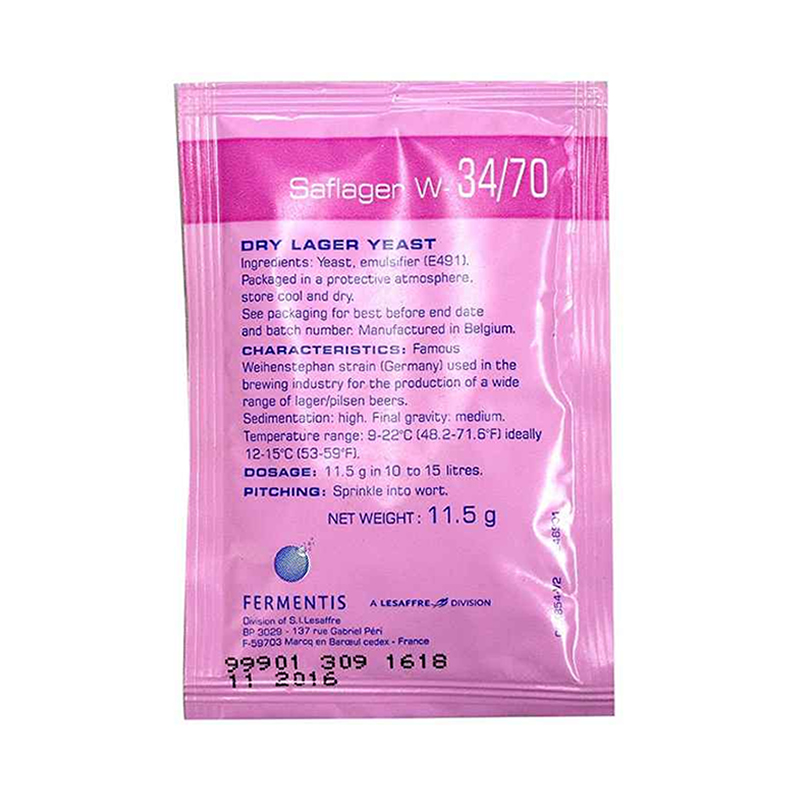 Saflager W-34/70
DRY LAGER YEAST
Ingredients: Yeast, emulsifier (E491).
Packaged in a protective atmosphere.
store cool and dry.
See packaging for best before end date
and batch number. Manufactured in Belgium.
CHARACTERISTICS: Famous
Weihenstephan strain (Germany) used in the
brewing industry for the production of a wide
range of lager/pilsen beers.
Sedimentation: high. Final gravity: medium.
Temperature range: 9-22°C (48.2-71.6°F) ideally
12-15°C (53-59°F).
DOSAGE: 11.5 g in 10 to 15 litres.
PITCHING: Sprinkle into wort.
NET WEIGHT: 11.5 g
FERMENTIS A LESAFFRE DIVISION
Division of S.I.Lesaffre
BP 3029 - 137 rue Gabriel Péri
F-59703 Marcq en Barœul cedex - France
99901 309 1618
11 2016